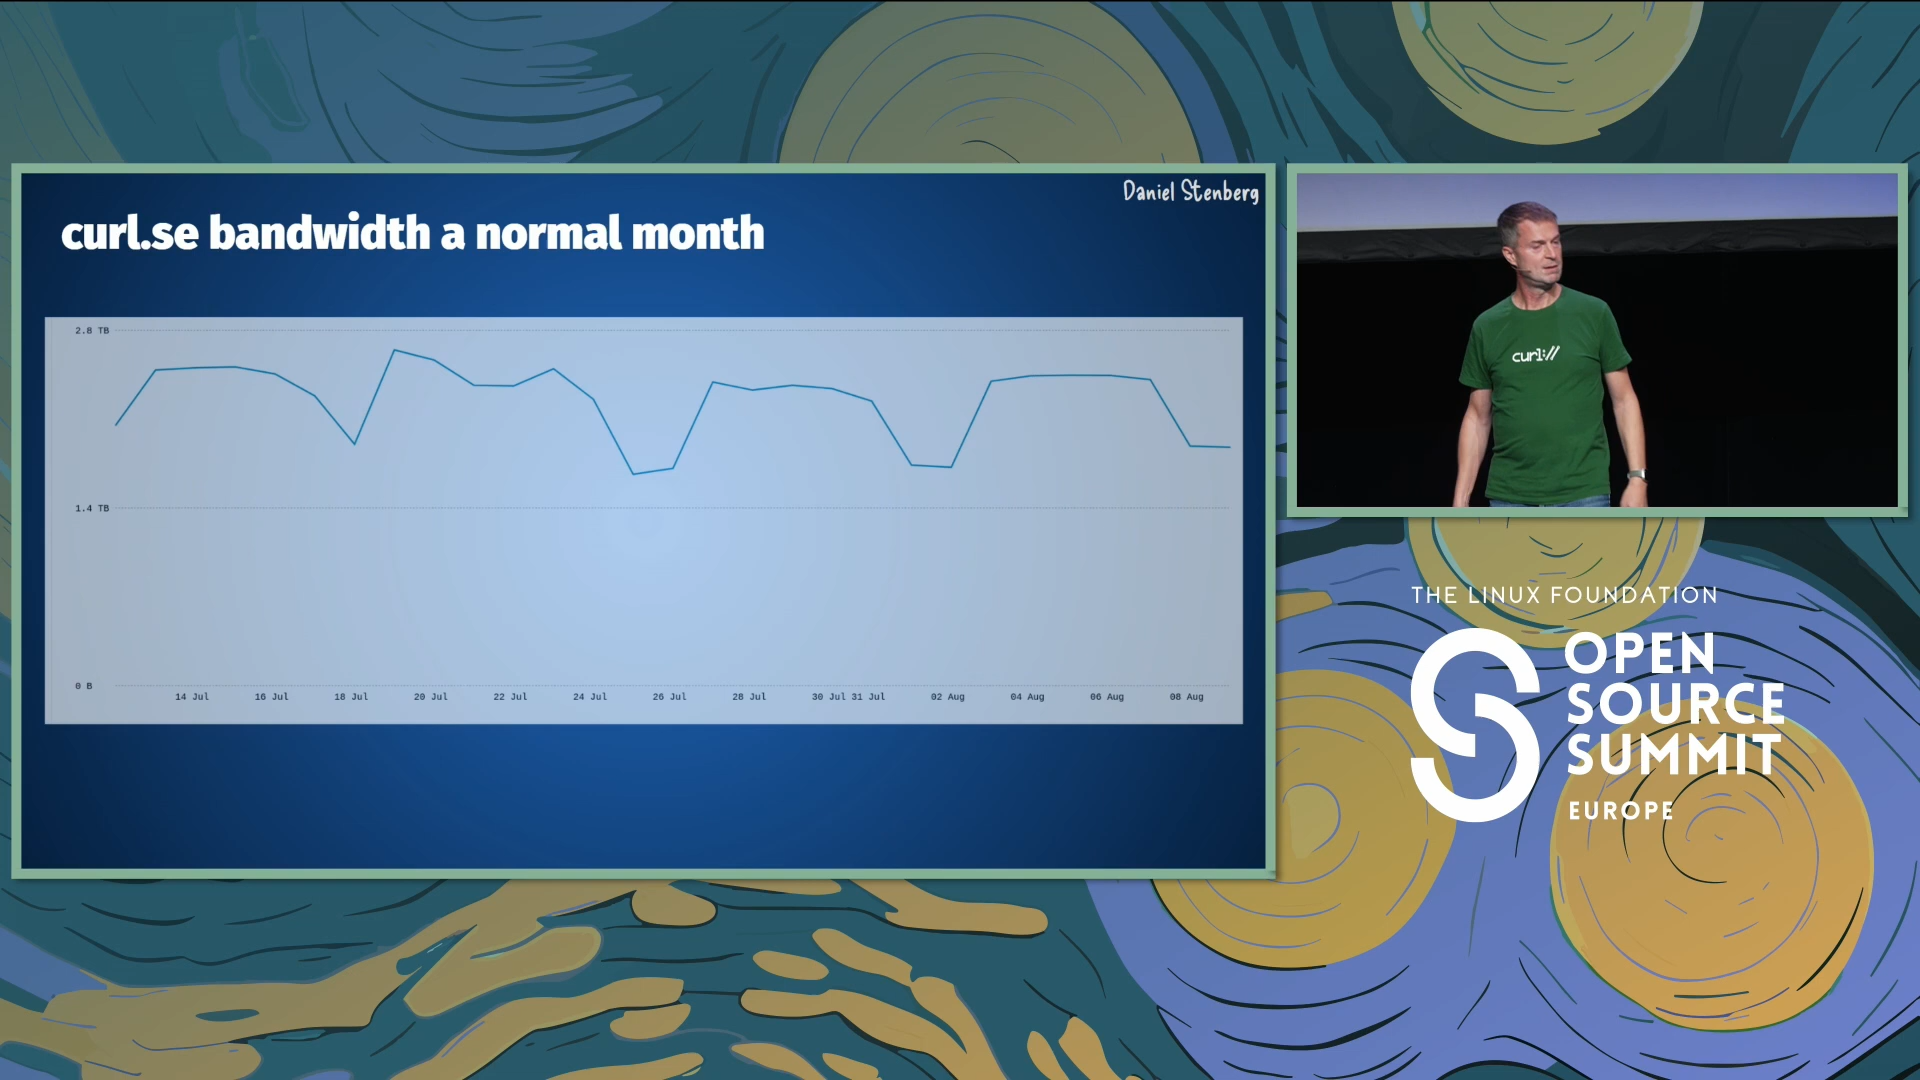 Daniel Stenberg
curl.se bandwidth a normal month
2.8 TB
1.4 TB
0 B
14 Jul 16 Jul 18 Jul 20 Jul 22 Jul 24 Jul 26 Jul 28 Jul 30 Jul 31 Jul 02 Aug 04 Aug 06 Aug 08 Aug
curl://
THE LINUX FOUNDATION
OPEN
SOURCE
SUMMIT
EUROPE